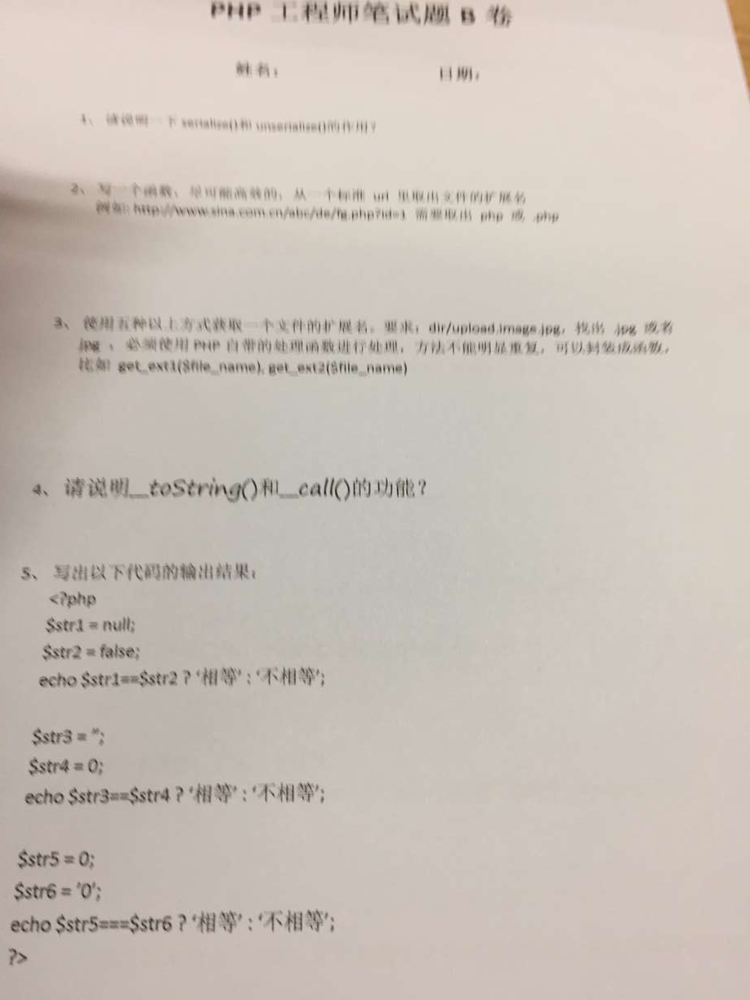 PHP 工程师笔试题 B 卷
姓名： 日期：
1、 请说明一下 serialize()和 unserialize()的作用？
2、 写一个函数，尽可能高效的，从一个标准 url 里取出文件的扩展名
例如: http://www.sina.com.cn/abc/de/fg.php?id=1 需要取出 php 或 .php
3、 使用五种以上方式获取一个文件的扩展名。要求：dir/upload.image.jpg，找出 .jpg 或者
jpg ，必须使用 PHP 自带的处理函数进行处理，方法不能明显重复，可以封装成函数，
比如 get_ext1($file_name), get_ext2($file_name)
4、 请说明__toString()和__call()的功能？
5、 写出以下代码的输出结果：
<?php
$str1 = null;
$str2 = false;
echo $str1==$str2 ? ‘相等’ : ‘不相等’;
$str3 = ‘’;
$str4 = 0;
echo $str3==$str4 ? ‘相等’ : ‘不相等’;
$str5 = 0;
$str6 = ‘0’;
echo $str5===$str6 ? ‘相等’ : ‘不相等’;
?>